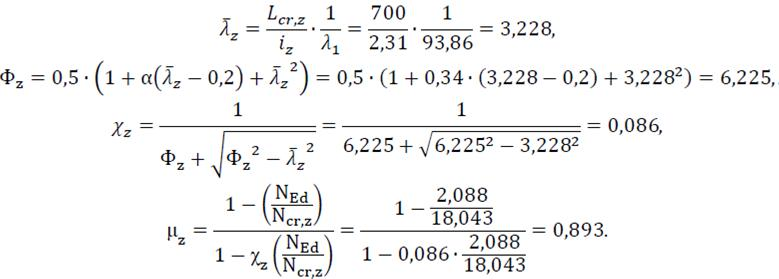 λ̄_z = L_cr,z / i_z · 1 / λ_1 = 700 / 2,31 · 1 / 93,86 = 3,228,
Φ_z = 0,5 · (1 + α(λ̄_z − 0,2) + λ̄_z²) = 0,5 · (1 + 0,34 · (3,228 − 0,2) + 3,228²) = 6,225,
χ_z = 1 / (Φ_z + √(Φ_z² − λ̄_z²)) = 1 / (6,225 + √(6,225² − 3,228²)) = 0,086,
μ_z = (1 − (N_Ed / N_cr,z)) / (1 − χ_z (N_Ed / N_cr,z)) = (1 − 2,088 / 18,043) / (1 − 0,086 · 2,088 / 18,043) = 0,893.